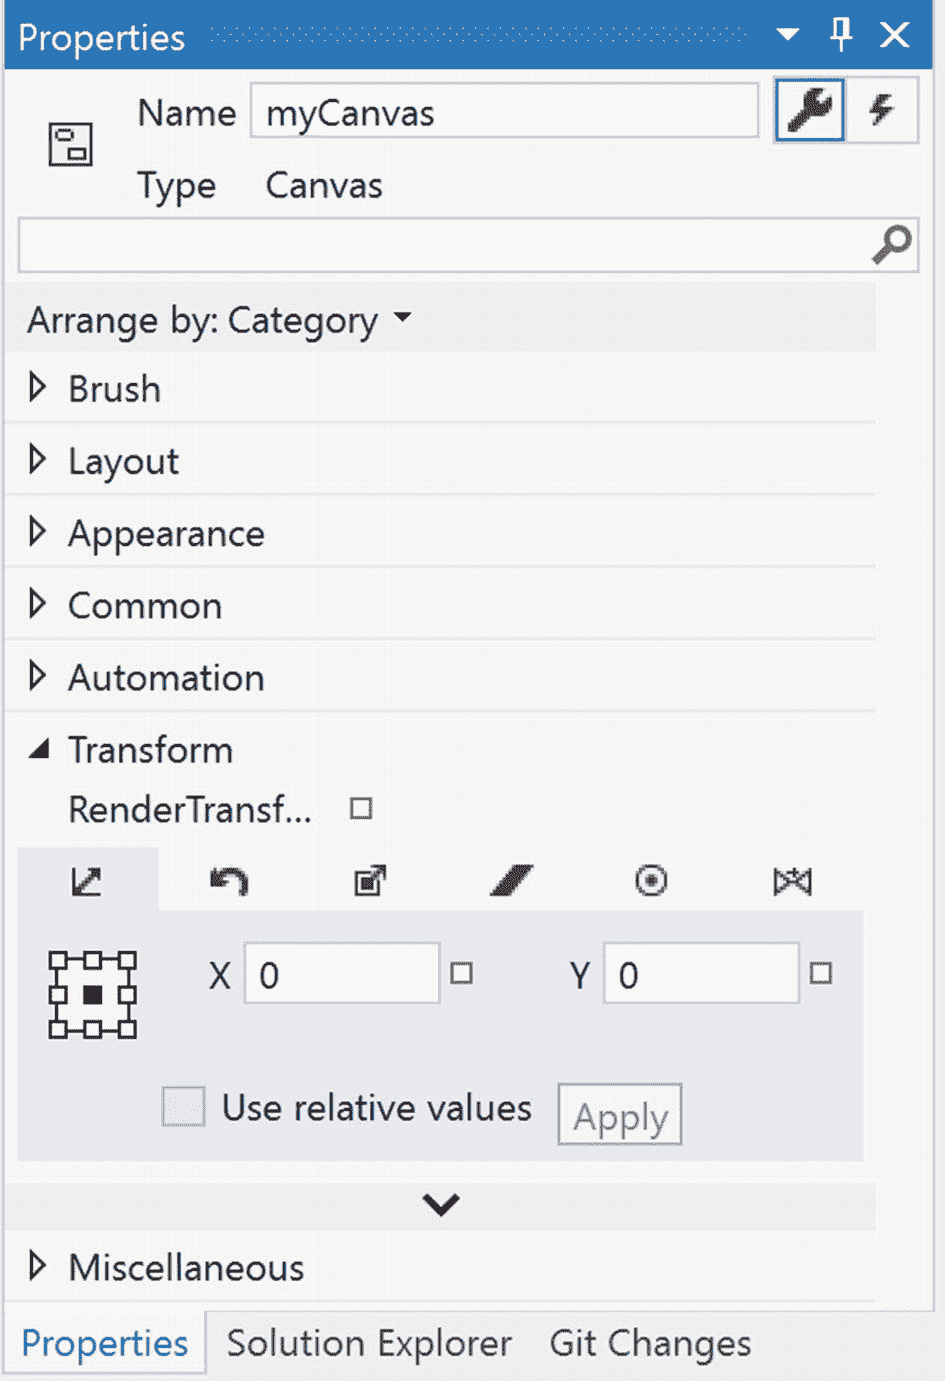 Properties
Name myCanvas
Type Canvas
Arrange by: Category
Brush
Layout
Appearance
Common
Automation
Transform
RenderTransf...
X 0 Y 0
Use relative values Apply
Miscellaneous
Properties Solution Explorer Git Changes